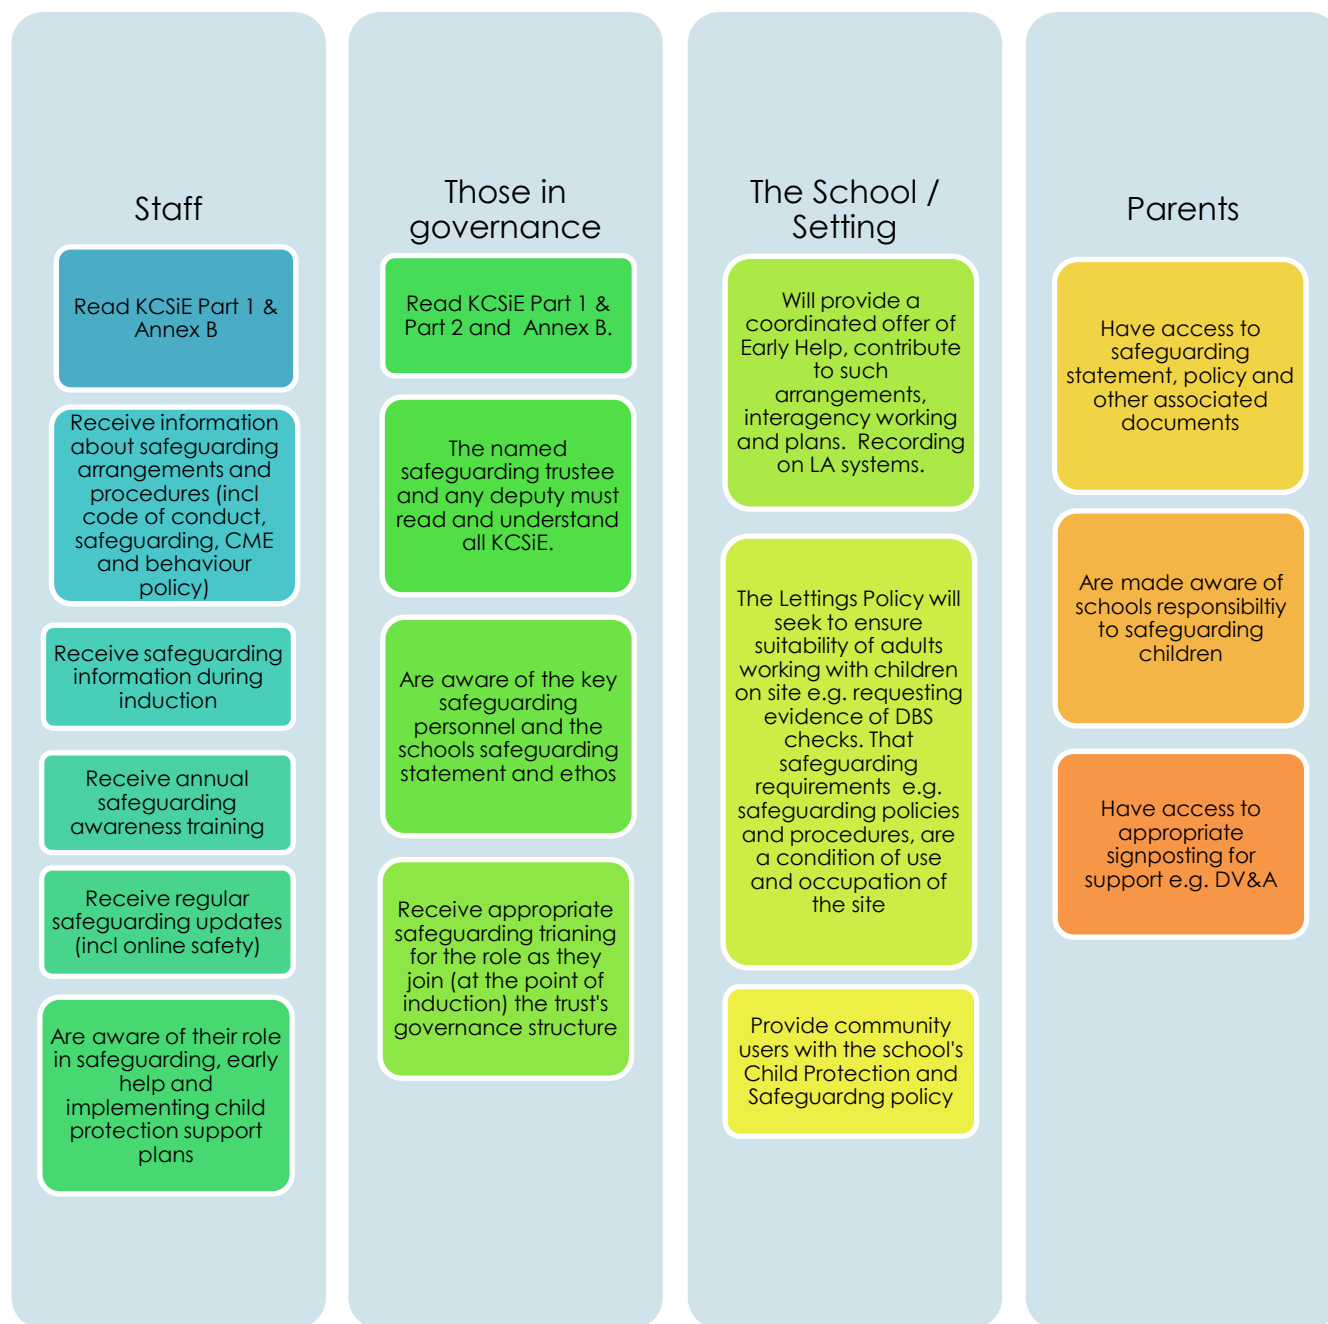 Staff
Read KCSiE Part 1 &
Annex B
Receive information
about safeguarding
arrangements and
procedures (incl
code of conduct,
safeguarding, CME
and behaviour
policy)
Receive safeguarding
information during
induction
Receive annual
safeguarding
awareness training
Receive regular
safeguarding updates
(incl online safety)
Are aware of their role
in safeguarding, early
help and
implementing child
protection support
plans
Those in
governance
Read KCSiE Part 1 &
Part 2 and  Annex B.
The named
safeguarding trustee
and any deputy must
read and understand
all KCSiE.
Are aware of the key
safeguarding
personnel and the
schools safeguarding
statement and ethos
Receive appropriate
safeguarding trianing
for the role as they
join (at the point of
induction) the trust's
governance structure
The School /
Setting
Will provide a
coordinated offer of
Early Help, contribute
to such
arrangements,
interagency working
and plans.  Recording
on LA systems.
The Lettings Policy will
seek to ensure
suitability of adults
working with children
on site e.g. requesting
evidence of DBS
checks. That
safeguarding
requirements  e.g.
safeguarding policies
and procedures, are
a condition of use
and occupation of
the site
Provide community
users with the school's
Child Protection and
Safeguardng policy
Parents
Have access to
safeguarding
statement, policy and
other associated
documents
Are made aware of
schools responsibiltiy
to safeguarding
children
Have access to
appropriate
signposting for
support e.g. DV&A